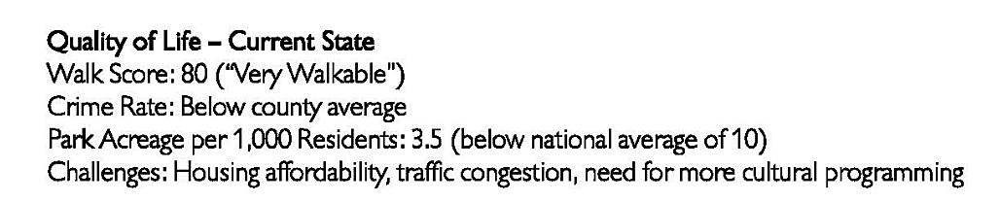 Quality of Life – Current State
Walk Score: 80 (“Very Walkable")
Crime Rate: Below county average
Park Acreage per 1,000 Residents: 3.5 (below national average of 10)
Challenges: Housing affordability, traffic congestion, need for more cultural programming